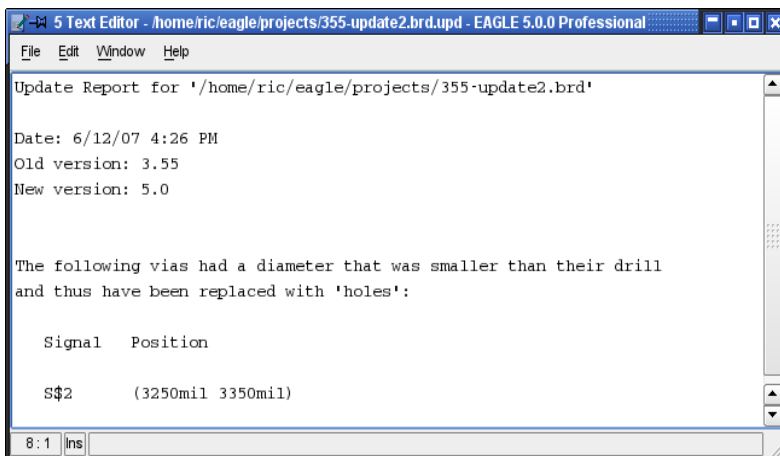 5 Text Editor - /home/ric/eagle/projects/355-update2.brd.upd - EAGLE 5.0.0 Professional
File Edit Window Help
Update Report for '/home/ric/eagle/projects/355-update2.brd'
Date: 6/12/07 4:26 PM
Old version: 3.55
New version: 5.0
The following vias had a diameter that was smaller than their drill
and thus have been replaced with 'holes':
Signal Position
S$2 (3250mil 3350mil)
8:1 Ins